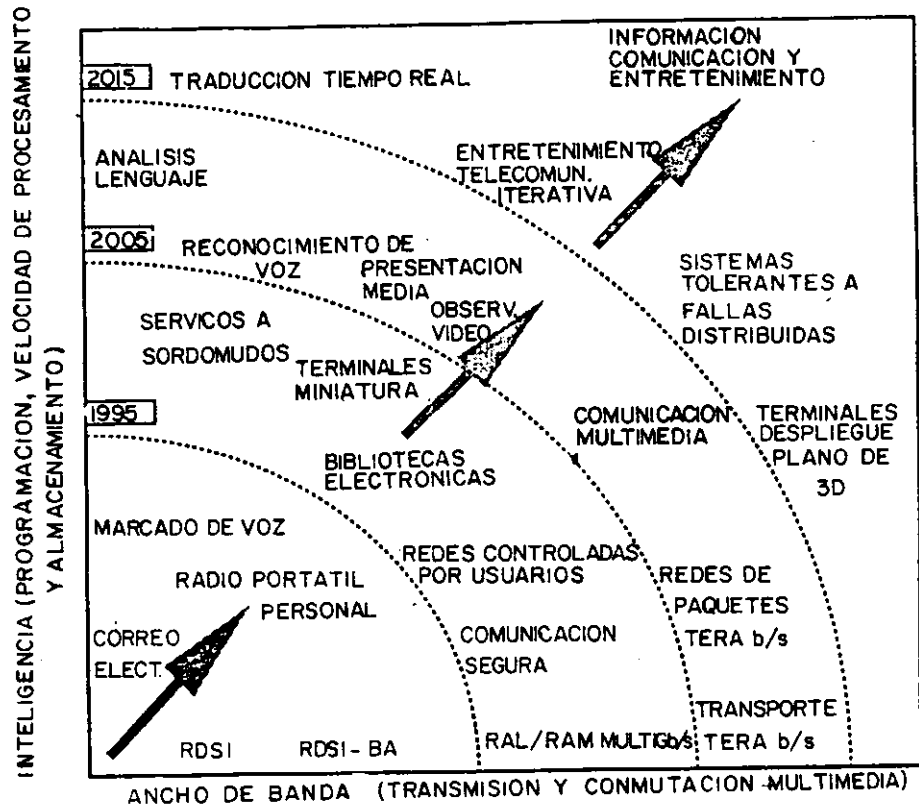 INTELIGENCIA (PROGRAMACION, VELOCIDAD DE PROCESAMIENTO
Y ALMACENAMIENTO)
INFORMACIÓN
COMUNICACION Y
ENTRETENIMIENTO
2015
TRADUCCION TIEMPO REAL
ANALISIS
LENGUAJE
ENTRETENIMIENTO
TELECOMUN.
ITERATIVA
2005
RECONOCIMIENTO DE
VOZ
PRESENTACION
MEDIA
OBSERV.
VIDEO
SISTEMAS
TOLERANTES A
FALLAS
DISTRIBUIDAS
SERVICOS A
SORDOMUDOS
TERMINALES
MINIATURA
1995
BIBLIOTECAS
ELECTRONICAS
COMUNICACION
MULTIMEDIA
TERMINALES
DESPLIEGUE
PLANO DE
3D
MARCADO DE VOZ
RADIO PORTATIL
PERSONAL
REDES CONTROLADAS
POR USUARIOS
REDES DE
PAQUETES
TERA b/s
CORREO
ELECT.
COMUNICACION
SEGURA
RDSI
RDSI-BA
RAL/RAM MULTIGb/s
TRANSPORTE
TERA b/s
ANCHO DE BANDA (TRANSMISION Y CONMUTACION MULTIMEDIA)